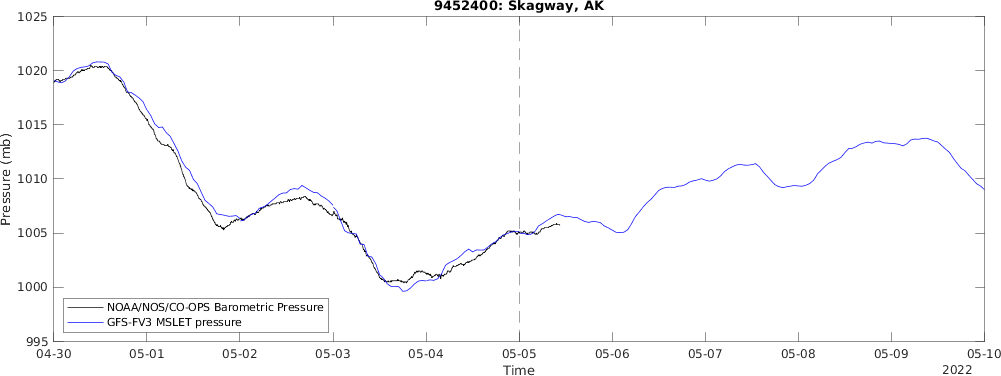 9452400: Skagway, AK
1025
1020
1015
1010
1005
1000
995
Pressure (mb)
NOAA/NOS/CO-OPS Barometric Pressure
GFS-FV3 MSLET pressure
04-30 05-01 05-02 05-03 05-04 05-05 05-06 05-07 05-08 05-09 05-10
Time
2022